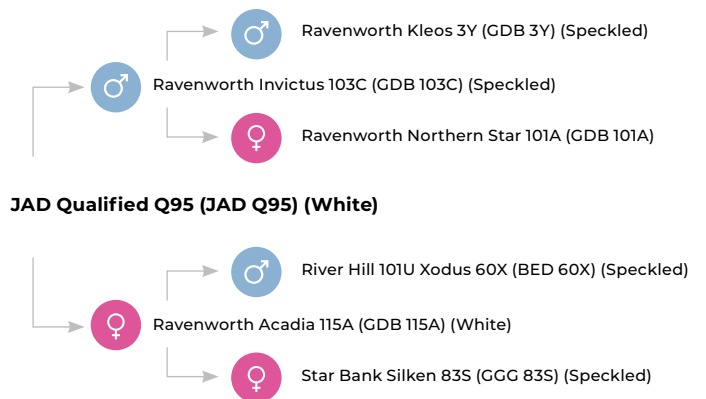 Ravenworth Kleos 3Y (GDB 3Y) (Speckled)
Ravenworth Invictus 103C (GDB 103C) (Speckled)
Ravenworth Northern Star 101A (GDB 101A)
JAD Qualified Q95 (JAD Q95) (White)
River Hill 101U Xodus 60X (BED 60X) (Speckled)
Ravenworth Acadia 115A (GDB 115A) (White)
Star Bank Silken 83S (GGG 83S) (Speckled)